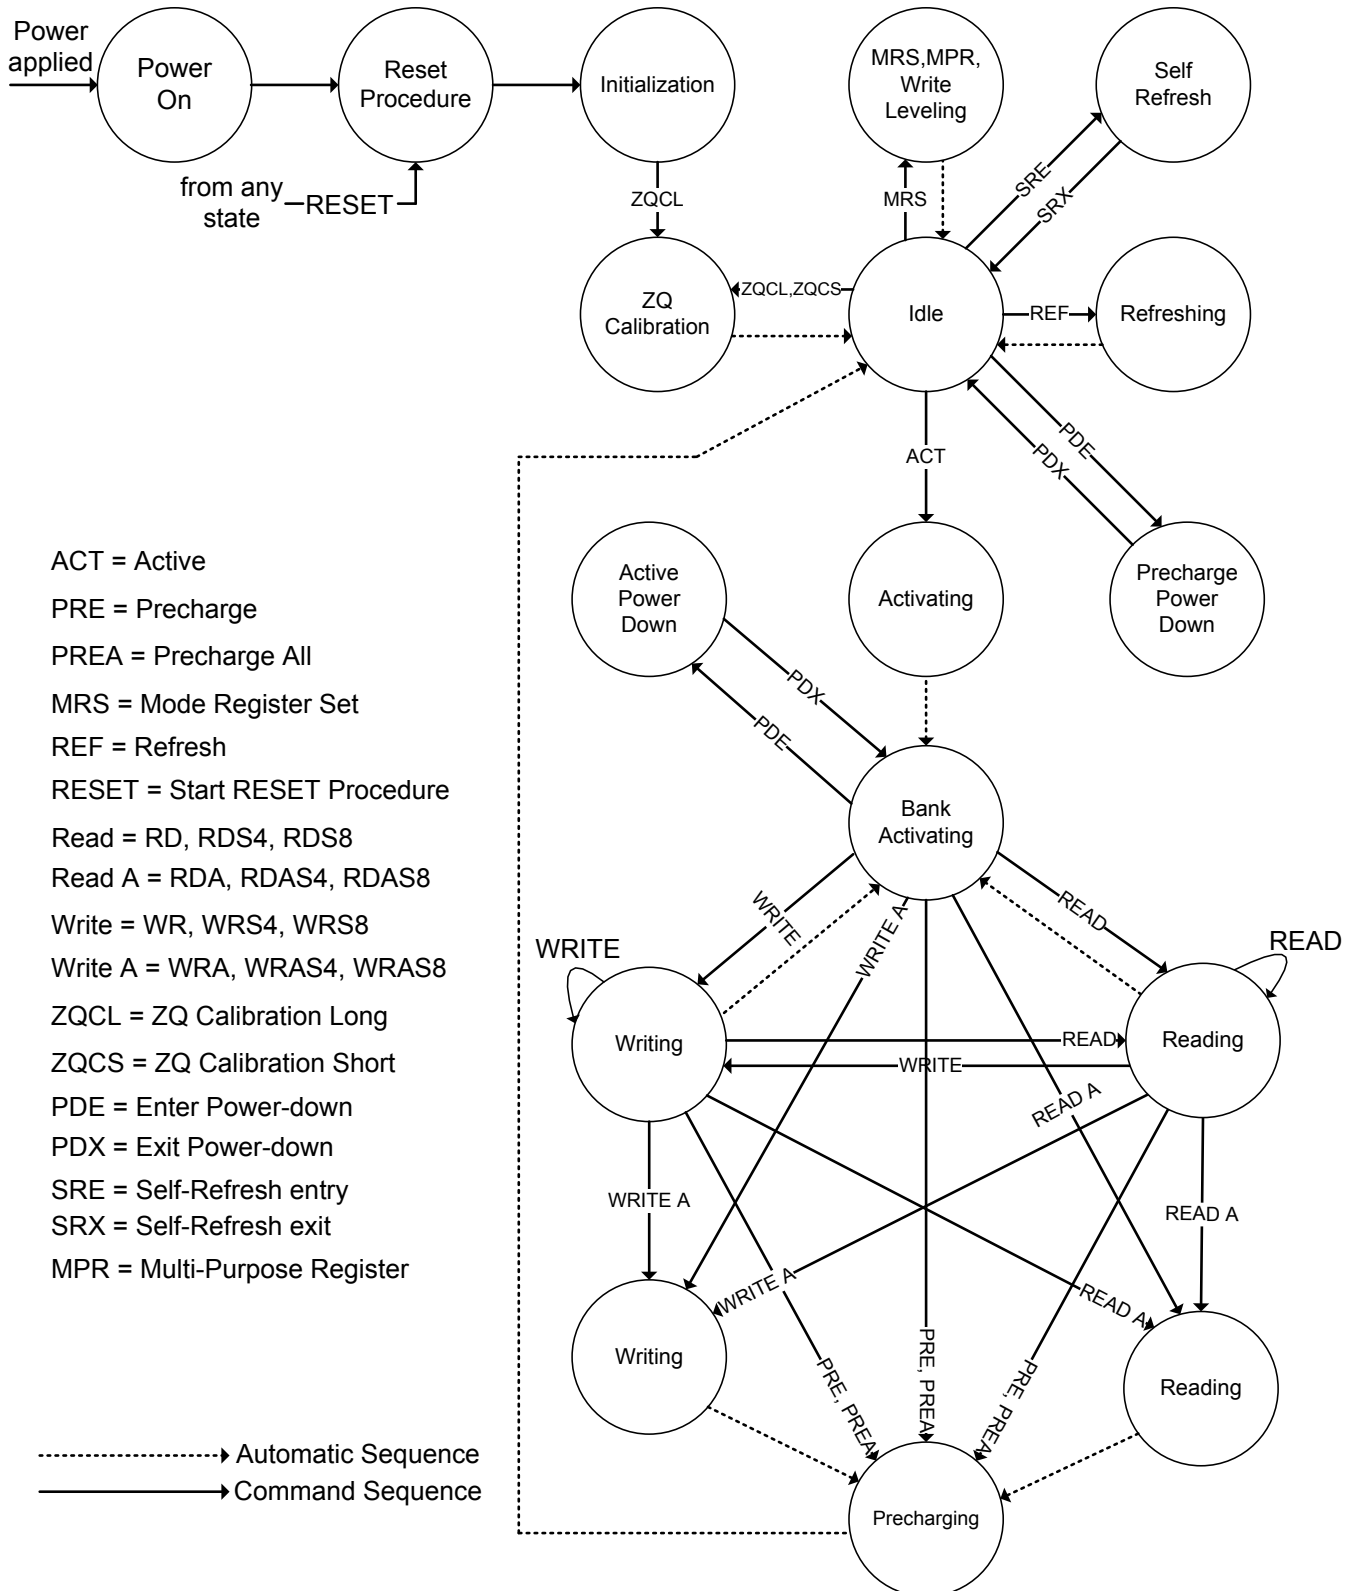 Power
applied
Power
On
Reset
Procedure
Initialization
MRS,MPR,
Write
Leveling
Self
Refresh
from any
state
RESET
ZQCL
MRS
SRE
SRX
ZQ
Calibration
ZQCL,ZQCS
Idle
REF
Refreshing
ACT
PDE
PDX
Active
Power
Down
Activating
Precharge
Power
Down
PDX
PDE
Bank
Activating
WRITE
WRITE A
READ
WRITE
READ
Writing
READ
WRITE
Reading
READ A
WRITE A
READ A
WRITE A
READ A
Writing
PRE, PREA
PRE, PREA
PRE, PREA
Reading
Precharging
ACT = Active
PRE = Precharge
PREA = Precharge All
MRS = Mode Register Set
REF = Refresh
RESET = Start RESET Procedure
Read = RD, RDS4, RDS8
Read A = RDA, RDAS4, RDAS8
Write = WR, WRS4, WRS8
Write A = WRA, WRAS4, WRAS8
ZQCL = ZQ Calibration Long
ZQCS = ZQ Calibration Short
PDE = Enter Power-down
PDX = Exit Power-down
SRE = Self-Refresh entry
SRX = Self-Refresh exit
MPR = Multi-Purpose Register
Automatic Sequence
Command Sequence